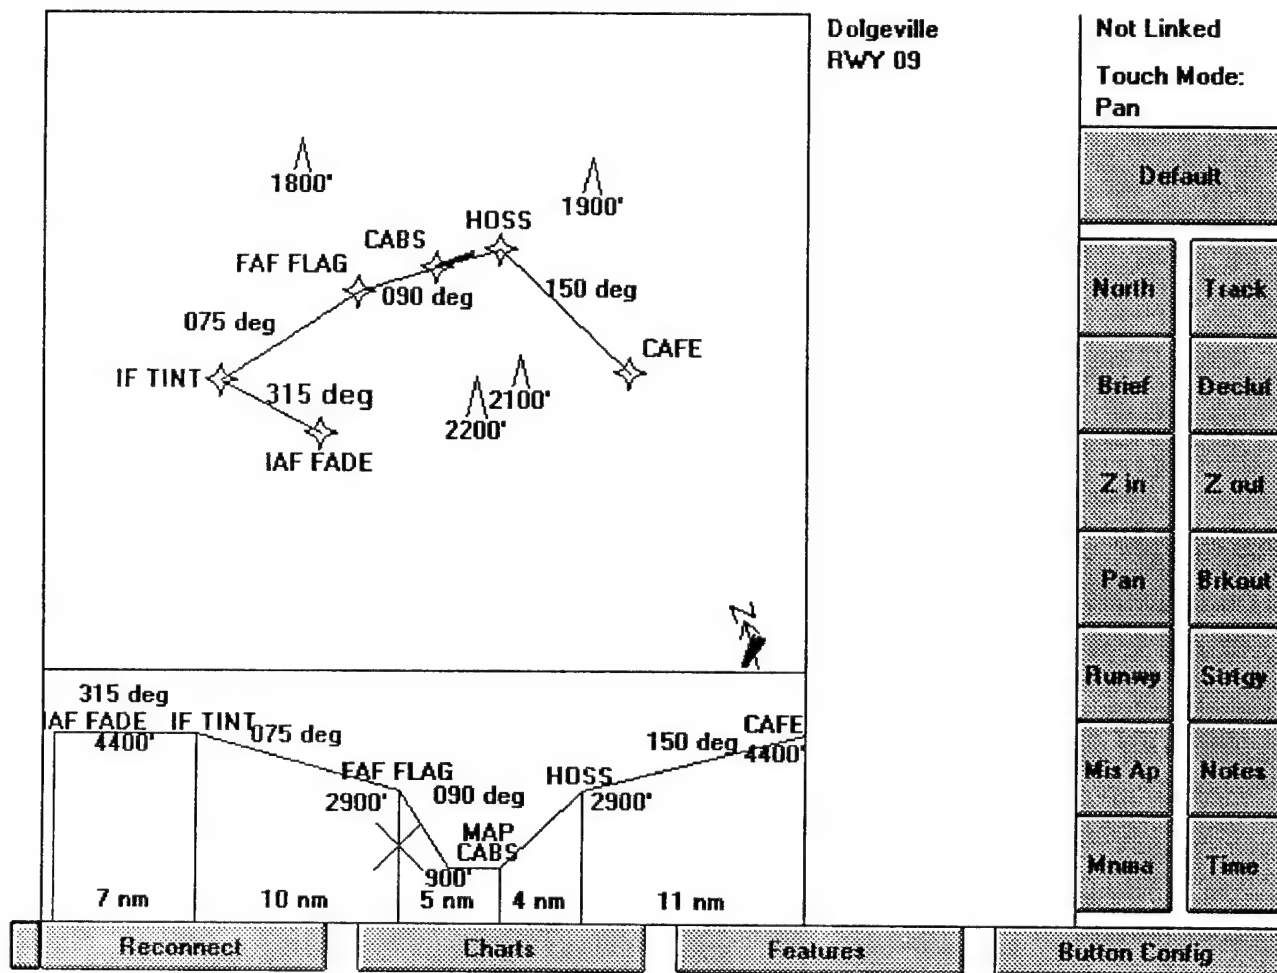 Dolgeville
RWY 09
Not Linked
Touch Mode:
Pan
Default
North
Track
Brief
Declut
Z in
Z out
Pan
Brkout
Runwy
Strtgy
Mis Ap
Notes
Mnma
Time
1800'
1900'
HOSS
CABS
FAF FLAG
090 deg
150 deg
075 deg
CAFE
IF TINT
315 deg
2100'
2200'
IAF FADE
N
315 deg
IAF FADE
IF TINT
CAFE
4400'
075 deg
150 deg
4400'
FAF FLAG
HOSS
2900'
090 deg
2900'
MAP
CABS
900'
7 nm
10 nm
5 nm
4 nm
11 nm
Reconnect
Charts
Features
Button Config